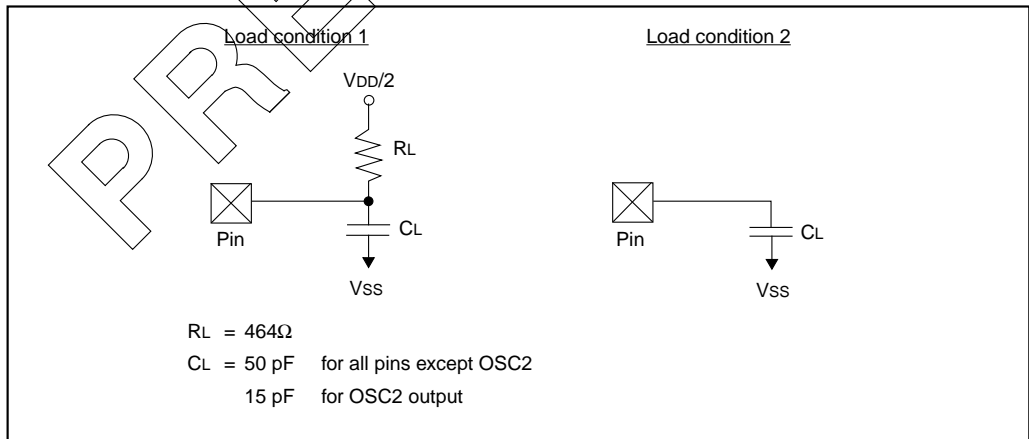 PRE
Load condition 1
VDD/2
RL
Pin
CL
VSS
RL = 464Ω
CL = 50 pF for all pins except OSC2
15 pF for OSC2 output
Load condition 2
Pin
CL
VSS